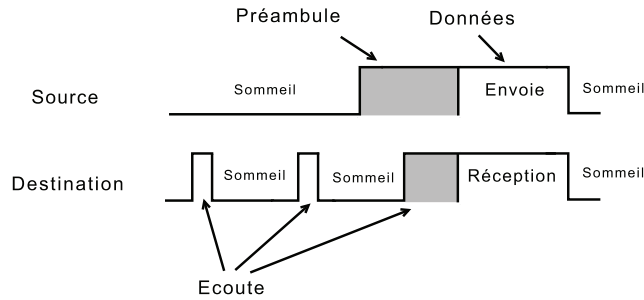 Préambule
Données
Source
Sommeil
Envoie
Sommeil
Destination
Sommeil
Sommeil
Réception
Sommeil
Ecoute